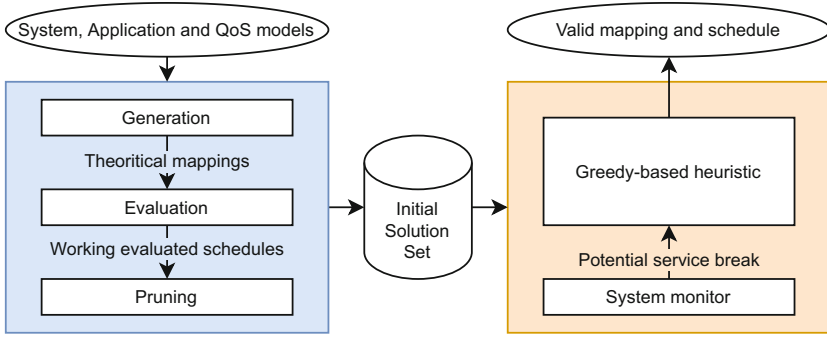 System, Application and QoS models
Generation
Theoritical mappings
Evaluation
Working evaluated schedules
Pruning
Initial
Solution
Set
Valid mapping and schedule
Greedy-based heuristic
Potential service break
System monitor